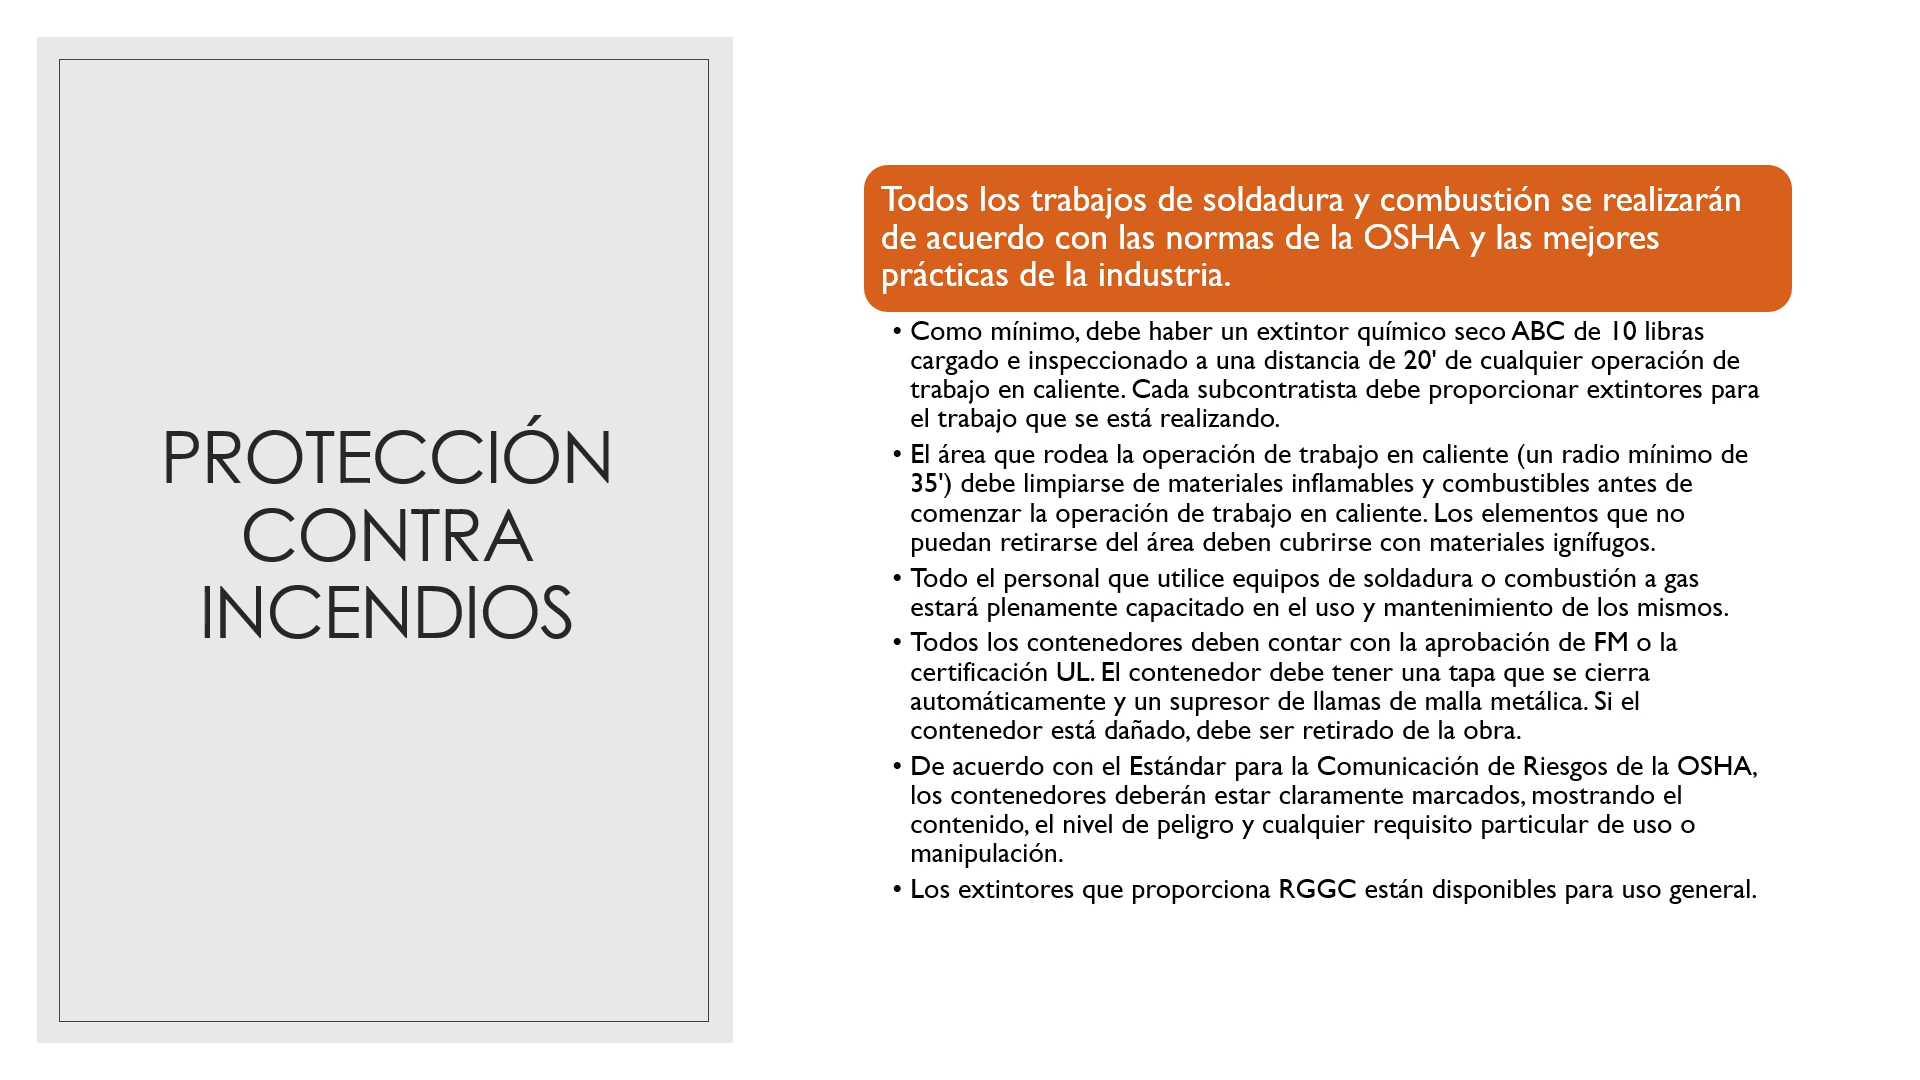 PROTECCIÓN
CONTRA
INCENDIOS
Todos los trabajos de soldadura y combustión se realizarán
de acuerdo con las normas de la OSHA y las mejores
prácticas de la industria.
• Como mínimo, debe haber un extintor químico seco ABC de 10 libras
cargado e inspeccionado a una distancia de 20' de cualquier operación de
trabajo en caliente. Cada subcontratista debe proporcionar extintores para
el trabajo que se está realizando.
• El área que rodea la operación de trabajo en caliente (un radio mínimo de
35') debe limpiarse de materiales inflamables y combustibles antes de
comenzar la operación de trabajo en caliente. Los elementos que no
puedan retirarse del área deben cubrirse con materiales ignífugos.
• Todo el personal que utilice equipos de soldadura o combustión a gas
estará plenamente capacitado en el uso y mantenimiento de los mismos.
• Todos los contenedores deben contar con la aprobación de FM o la
certificación UL. El contenedor debe tener una tapa que se cierra
automáticamente y un supresor de llamas de malla metálica. Si el
contenedor está dañado, debe ser retirado de la obra.
• De acuerdo con el Estándar para la Comunicación de Riesgos de la OSHA,
los contenedores deberán estar claramente marcados, mostrando el
contenido, el nivel de peligro y cualquier requisito particular de uso o
manipulación.
• Los extintores que proporciona RGGC están disponibles para uso general.